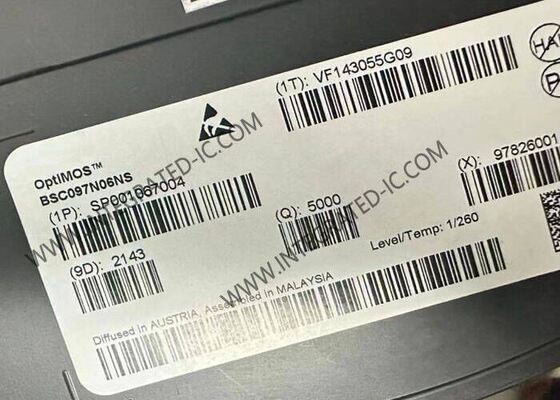 (1T): VF143055G09
OptiMOS™
BSC097N06NS
(1P): SP001067004
(Q): 5000
(X): 97826001
(9D): 2143
Level/Temp: 1/260
Diffused in AUSTRIA, Assembled in MALAYSIA
WWW.INTEGRATED-IC.COM
WWW.INTEGRATED-IC.COM